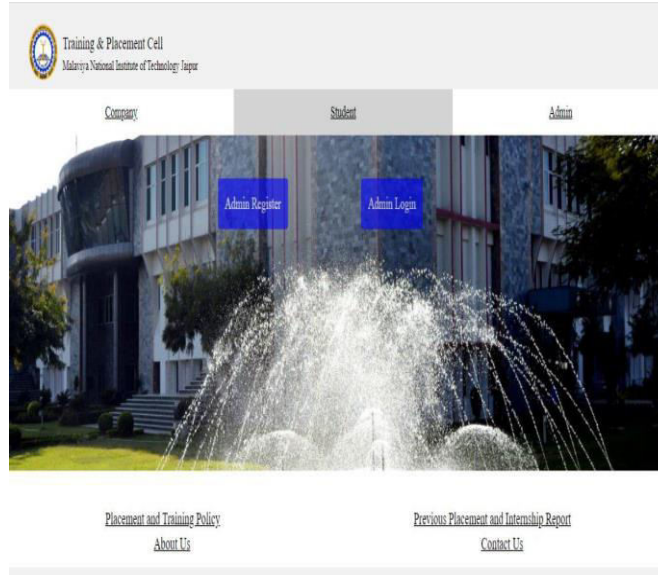 Training & Placement Cell
Malaviya National Institute of Technology Jaipur
Company Student Admin
Admin Register Admin Login
Placement and Training Policy Previous Placement and Internship Report
About Us Contact Us